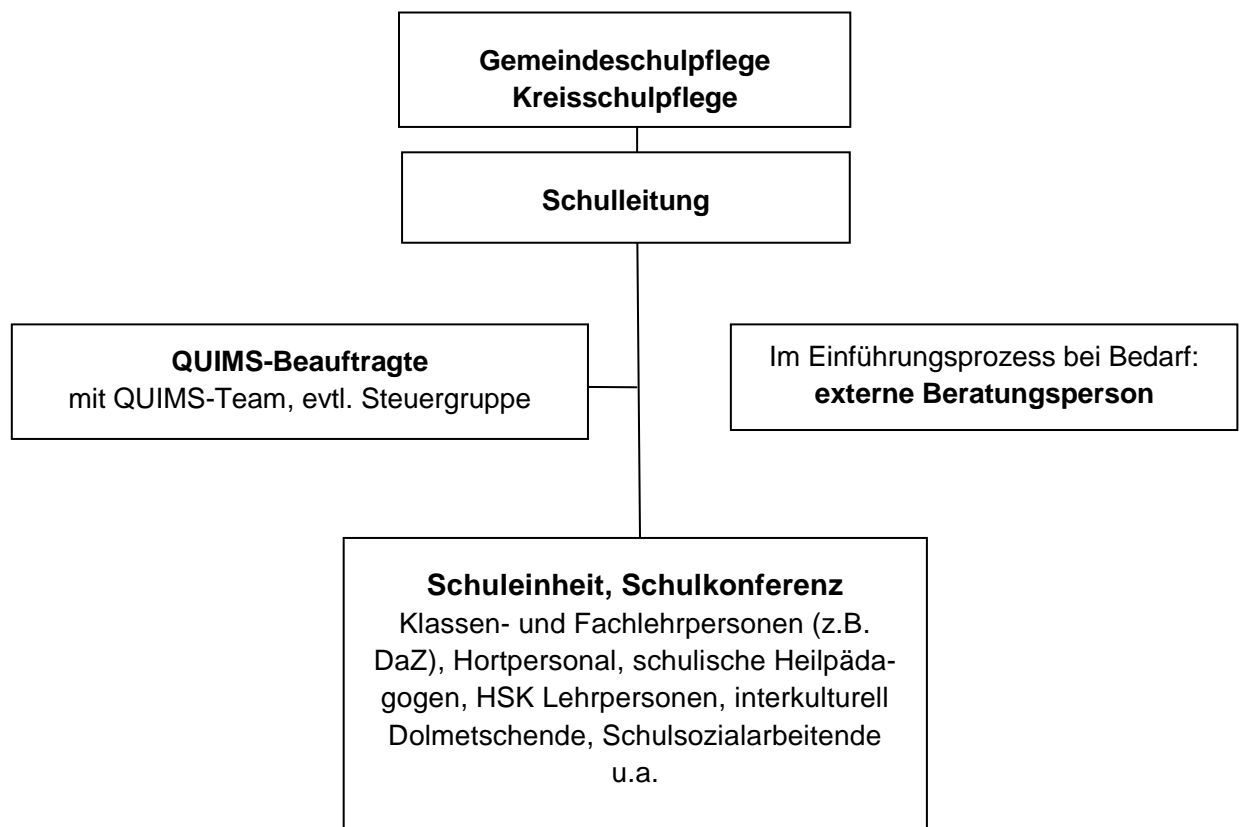 Gemeindeschulpflege
Kreisschulpflege
Schulleitung
QUIMS-Beauftragte
mit QUIMS-Team, evtl. Steuergruppe
Im Einführungsprozess bei Bedarf:
externe Beratungsperson
Schuleinheit, Schulkonferenz
Klassen- und Fachlehrpersonen (z.B.
DaZ), Hortpersonal, schulische Heilpäda-
gogen, HSK Lehrpersonen, interkulturell
Dolmetschende, Schulsozialarbeitende
u.a.